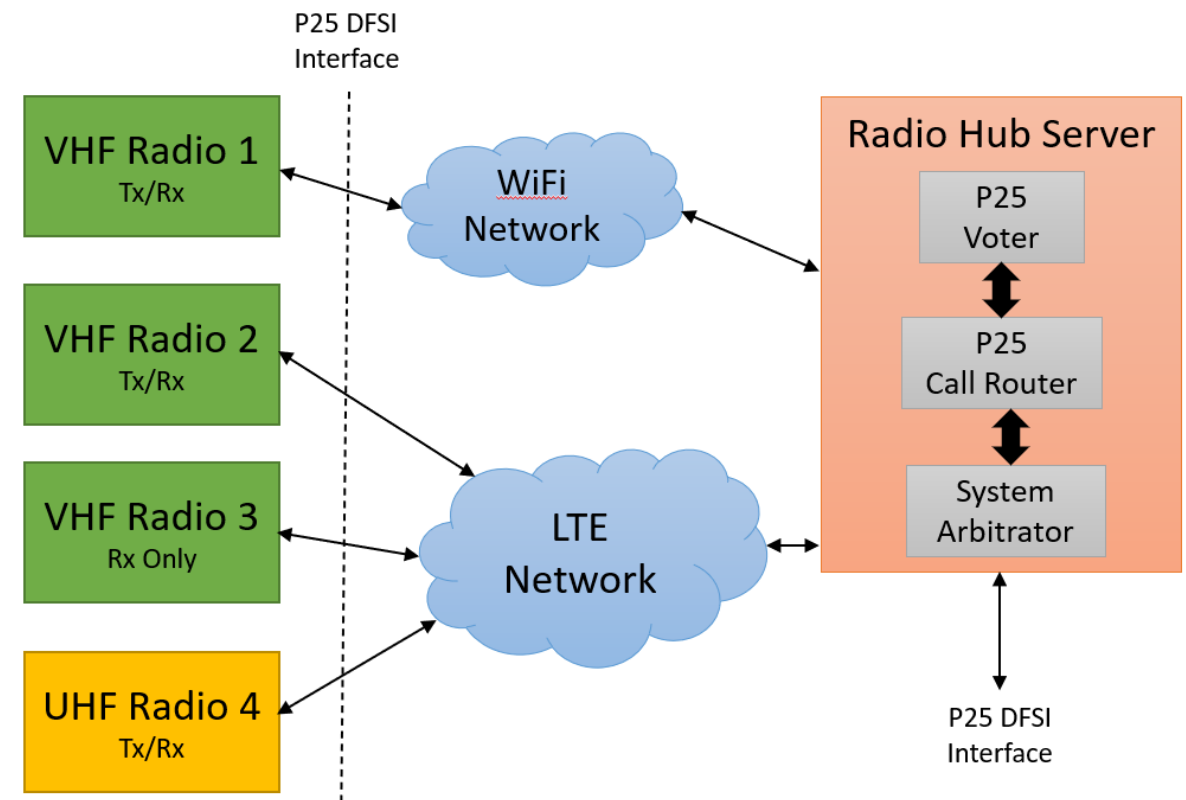 P25 DFSI
Interface
VHF Radio 1
Tx/Rx
VHF Radio 2
Tx/Rx
VHF Radio 3
Rx Only
UHF Radio 4
Tx/Rx
WiFi
Network
LTE
Network
Radio Hub Server
P25
Voter
P25
Call Router
System
Arbitrator
P25 DFSI
Interface